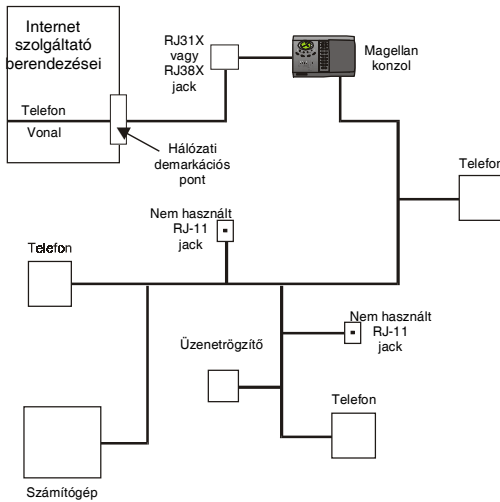 Internet
szolgáltató
berendezései
Telefon
Vonal
Hálózati
demarkációs
pont
RJ31X
vagy
RJ38X
jack
Magellan
konzol
Telefon
Nem használt
RJ-11
jack
Telefon
Nem használt
RJ-11
jack
Üzenetrögzítő
Telefon
Számítógép